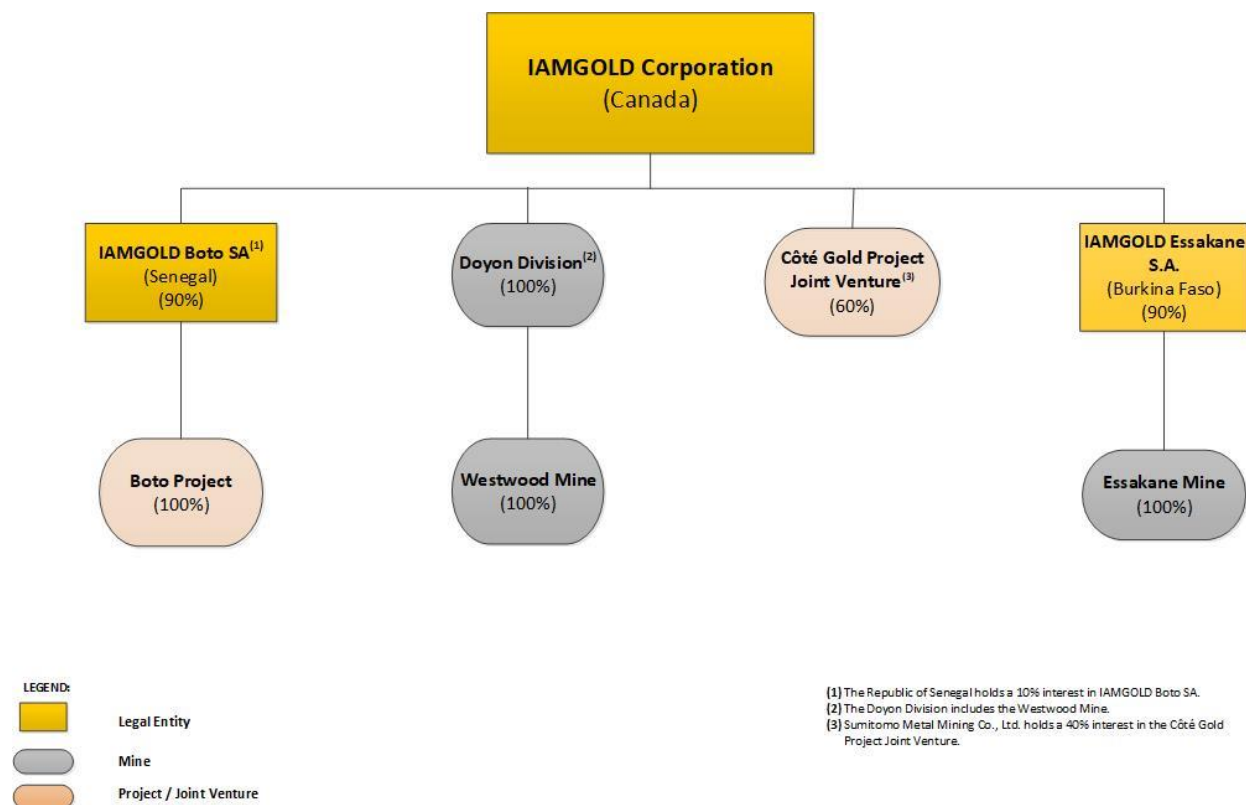 IAMGOLD Corporation
(Canada)
IAMGOLD Boto SA(1)
(Senegal)
(90%)
Doyon Division(2)
(100%)
Côté Gold Project
Joint Venture(3)
(60%)
IAMGOLD Essakane
S.A.
(Burkina Faso)
(90%)
Boto Project
(100%)
Westwood Mine
(100%)
Essakane Mine
(100%)
LEGEND:
Legal Entity
Mine
Project / Joint Venture
(1) The Republic of Senegal holds a 10% interest in IAMGOLD Boto SA.
(2) The Doyon Division includes the Westwood Mine.
(3) Sumitomo Metal Mining Co., Ltd. holds a 40% interest in the Côté Gold
Project Joint Venture.